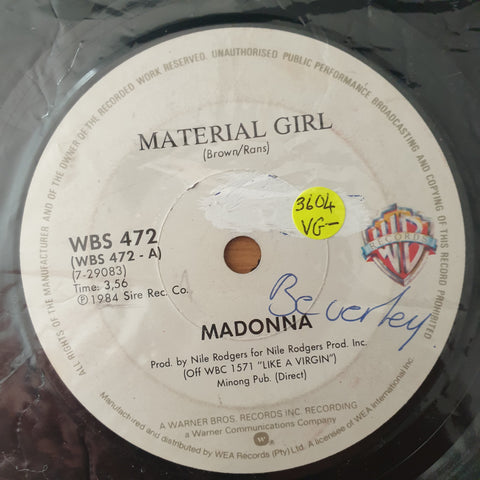 ALL RIGHTS OF THE MANUFACTURER AND OF THE OWNER OF THE RECORDED WORK RESERVED. UNAUTHORISED PUBLIC PERFORMANCE BROADCASTING AND COPYING OF THIS RECORD PROHIBITED
MATERIAL GIRL
(Brown/Rans)
3604
VG-
WBS 472
(WBS 472 - A)
(7-29083)
Time: 3,56
℗ 1984 Sire Rec. Co.
WB
RECORDS
Beverley
MADONNA
Prod. by Nile Rodgers for Nile Rodgers Prod. Inc.
(Off WBC 1571 "LIKE A VIRGIN")
Minong Pub. (Direct)
A WARNER BROS. RECORDS INC. RECORDING
a Warner Communications Company
w ®
Manufactured and distributed by WEA Records (Pty) Ltd. A licensee of WEA International Inc.